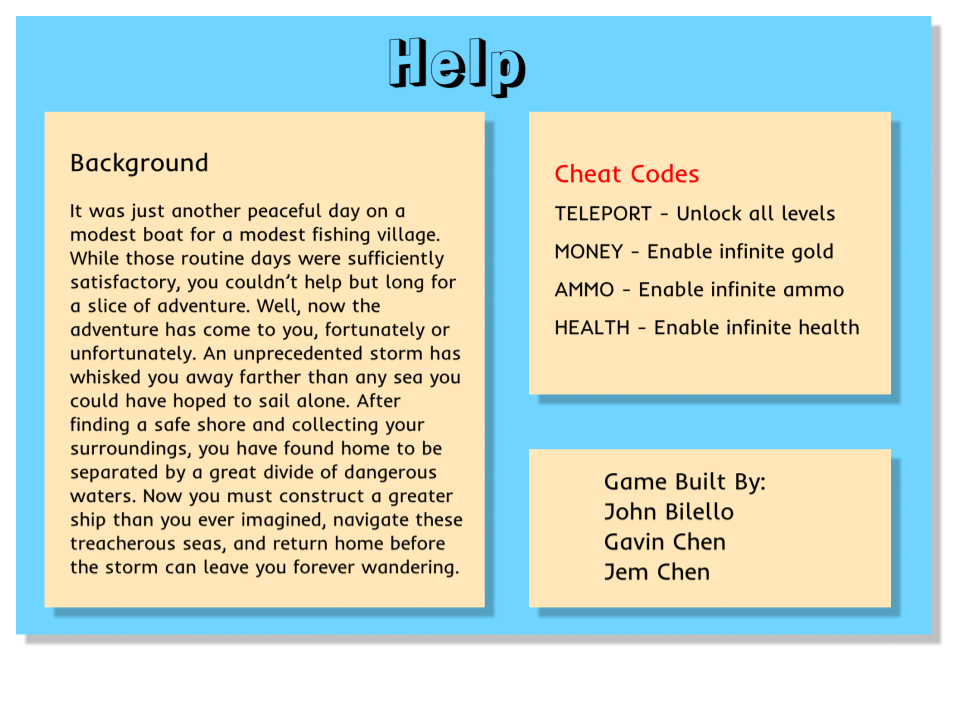 Help
Background
It was just another peaceful day on a
modest boat for a modest fishing village.
While those routine days were sufficiently
satisfactory, you couldn't help but long for
a slice of adventure. Well, now the
adventure has come to you, fortunately or
unfortunately. An unprecedented storm has
whisked you away farther than any sea you
could have hoped to sail alone. After
finding a safe shore and collecting your
surroundings, you have found home to be
separated by a great divide of dangerous
waters. Now you must construct a greater
ship than you ever imagined, navigate these
treacherous seas, and return home before
the storm can leave you forever wandering.
Cheat Codes
TELEPORT - Unlock all levels
MONEY - Enable infinite gold
AMMO - Enable infinite ammo
HEALTH - Enable infinite health
Game Built By:
John Bilello
Gavin Chen
Jem Chen